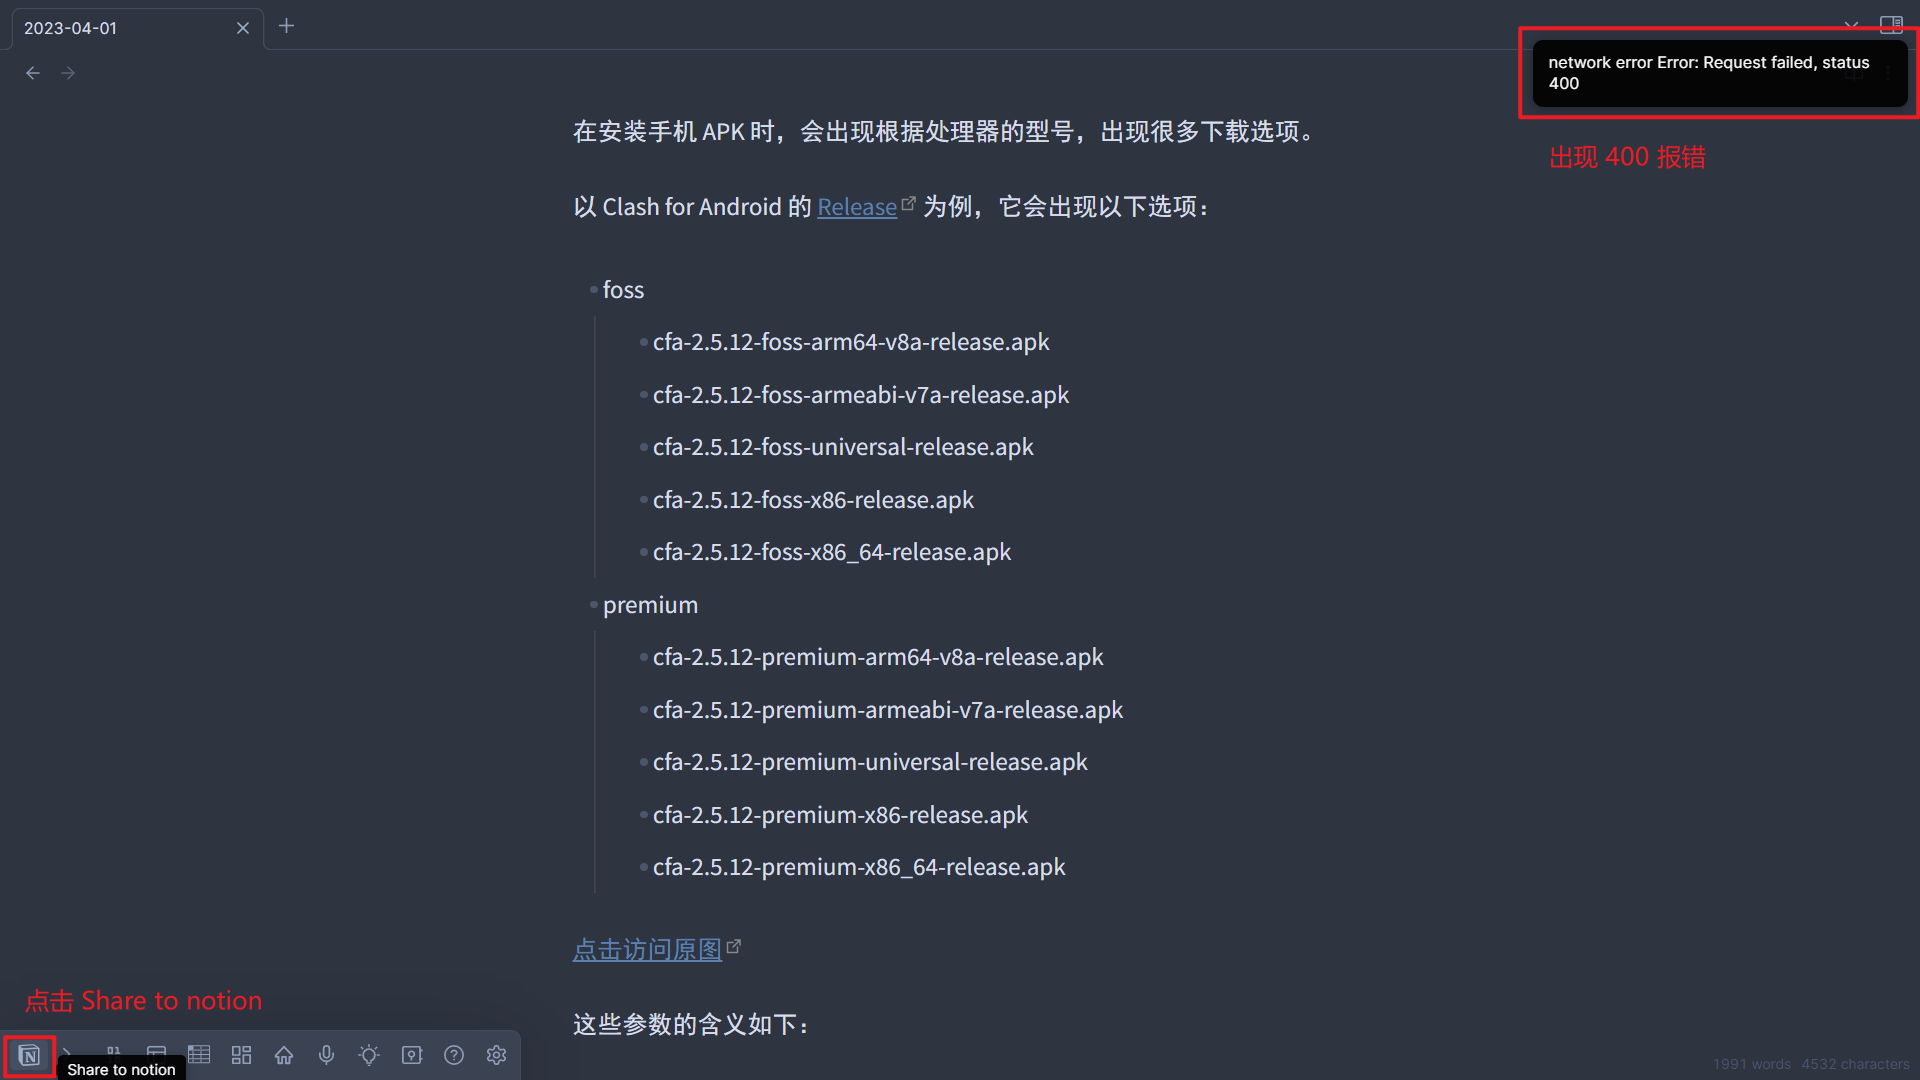 2023-04-01
network error Error: Request failed, status
400
出现 400 报错
在安装手机 APK 时，会出现根据处理器的型号，出现很多下载选项。
以 Clash for Android 的 Release 为例，它会出现以下选项：
foss
cfa-2.5.12-foss-arm64-v8a-release.apk
cfa-2.5.12-foss-armeabi-v7a-release.apk
cfa-2.5.12-foss-universal-release.apk
cfa-2.5.12-foss-x86-release.apk
cfa-2.5.12-foss-x86_64-release.apk
premium
cfa-2.5.12-premium-arm64-v8a-release.apk
cfa-2.5.12-premium-armeabi-v7a-release.apk
cfa-2.5.12-premium-universal-release.apk
cfa-2.5.12-premium-x86-release.apk
cfa-2.5.12-premium-x86_64-release.apk
点击访问原图
这些参数的含义如下：
点击 Share to notion
Share to notion
1991 words 4532 characters